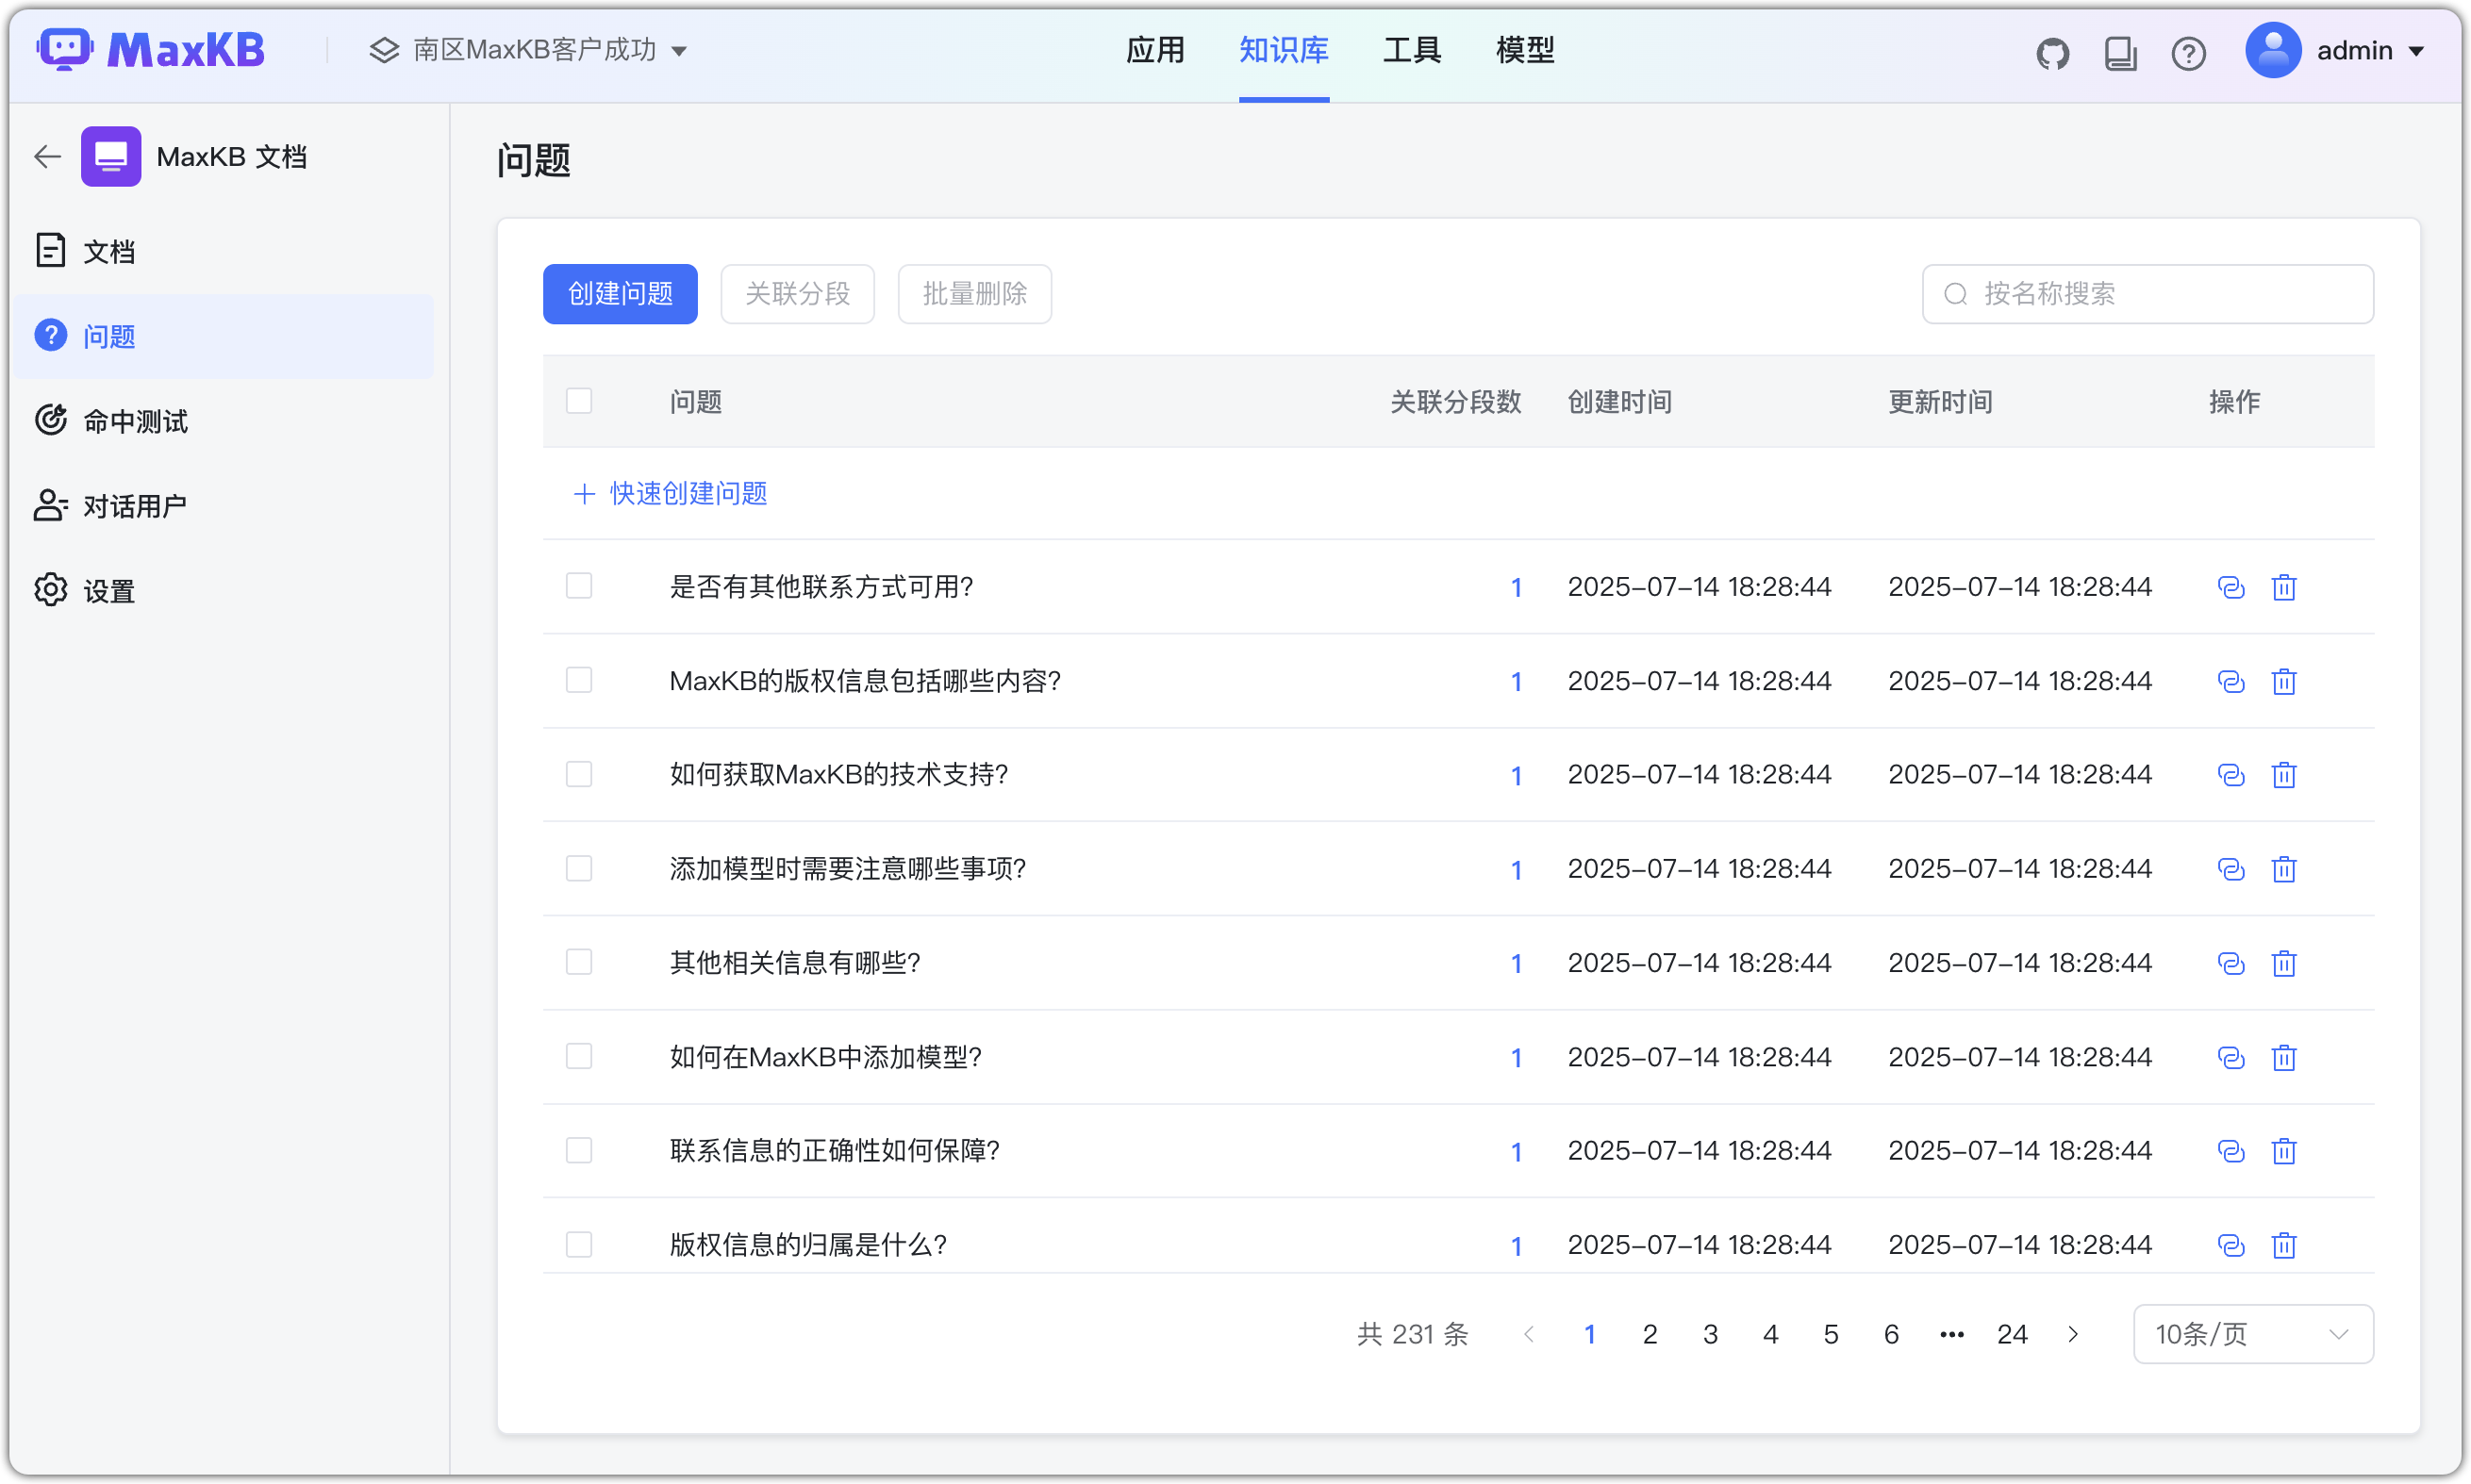 MaxKB 南区MaxKB客户成功 应用 知识库 工具 模型 admin
MaxKB 文档
文档
问题
命中测试
对话用户
设置
问题
创建问题 关联分段 批量删除 按名称搜索
问题 关联分段数 创建时间 更新时间 操作
快速创建问题
是否有其他联系方式可用? 1 2025-07-14 18:28:44 2025-07-14 18:28:44
MaxKB的版权信息包括哪些内容? 1 2025-07-14 18:28:44 2025-07-14 18:28:44
如何获取MaxKB的技术支持? 1 2025-07-14 18:28:44 2025-07-14 18:28:44
添加模型时需要注意哪些事项? 1 2025-07-14 18:28:44 2025-07-14 18:28:44
其他相关信息有哪些? 1 2025-07-14 18:28:44 2025-07-14 18:28:44
如何在MaxKB中添加模型? 1 2025-07-14 18:28:44 2025-07-14 18:28:44
联系信息的正确性如何保障? 1 2025-07-14 18:28:44 2025-07-14 18:28:44
版权信息的归属是什么? 1 2025-07-14 18:28:44 2025-07-14 18:28:44
共 231 条 1 2 3 4 5 6 ••• 24 10条/页